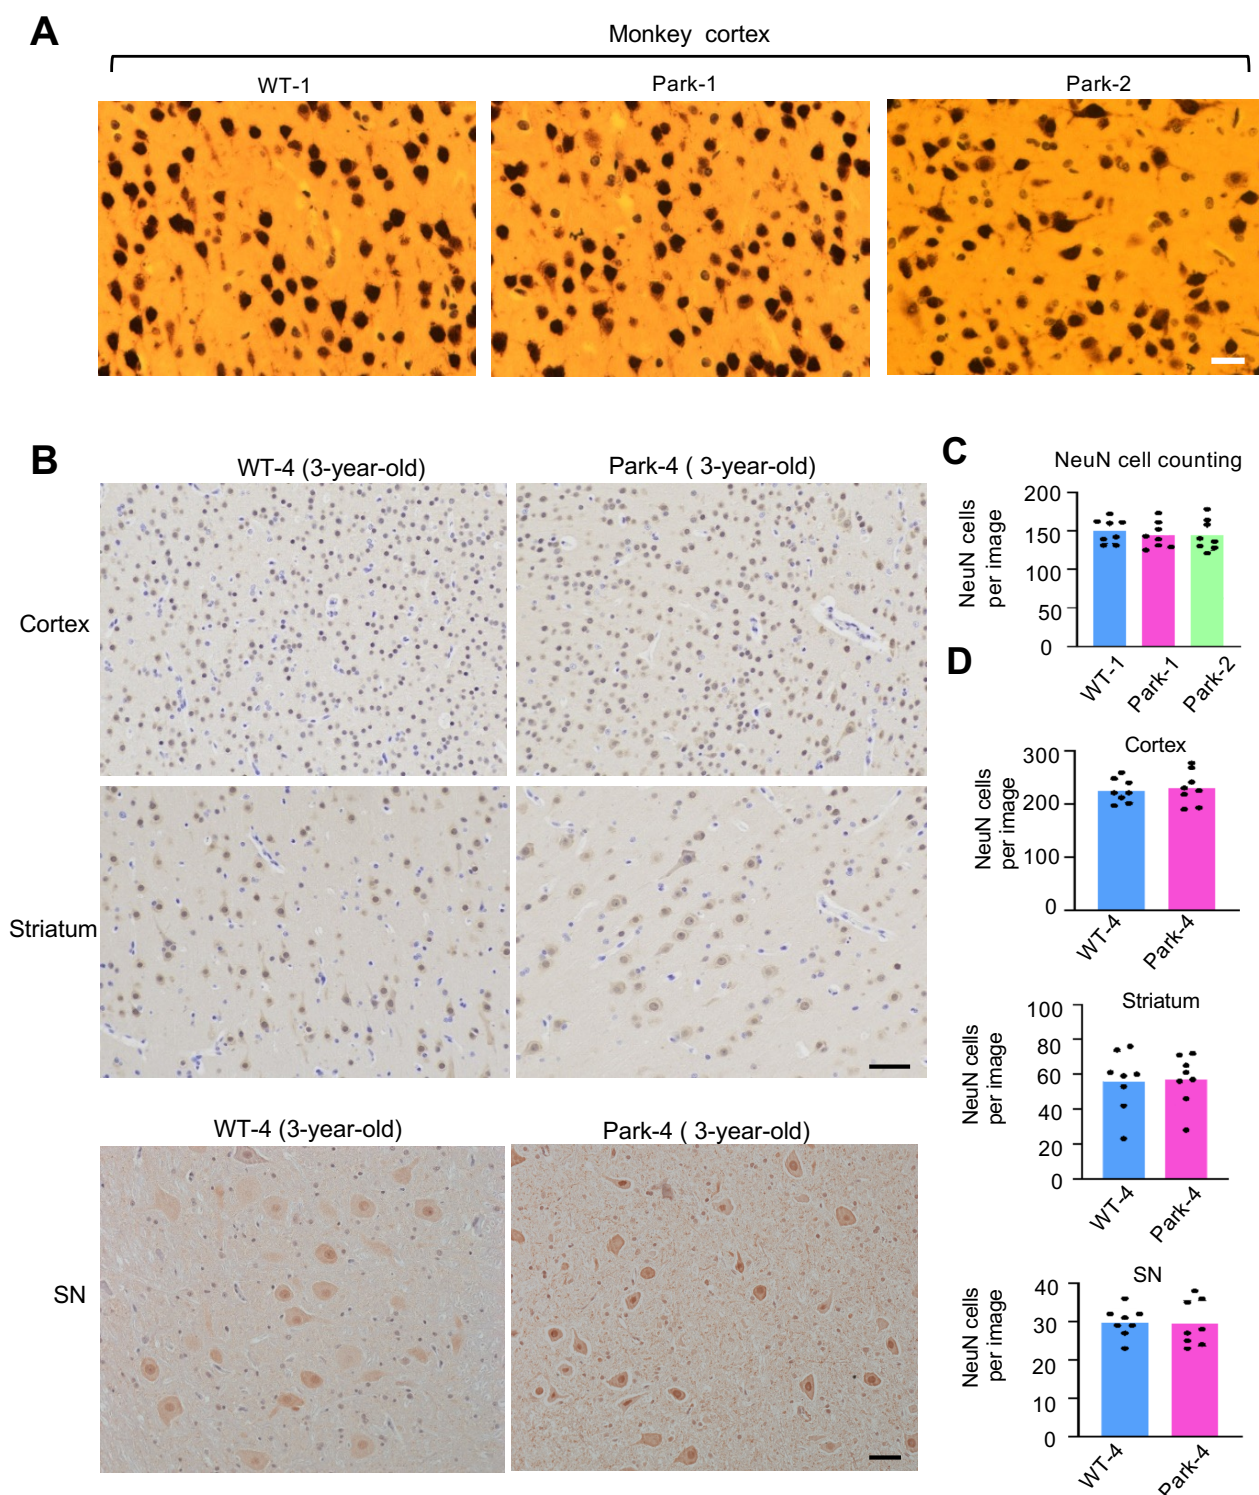 A
Monkey cortex
WT-1
Park-1
Park-2
B
WT-4 (3-year-old)
Park-4 ( 3-year-old)
Cortex
Striatum
WT-4 (3-year-old)
Park-4 ( 3-year-old)
SN
C
NeuN cell counting
NeuN cells
per image
200
150
100
50
0
WT-1
Park-1
Park-2
D
Cortex
NeuN cells
per image
300
200
100
0
WT-4
Park-4
Striatum
NeuN cells
per image
100
80
60
40
20
0
WT-4
Park-4
SN
NeuN cells
per image
40
30
20
10
0
WT-4
Park-4